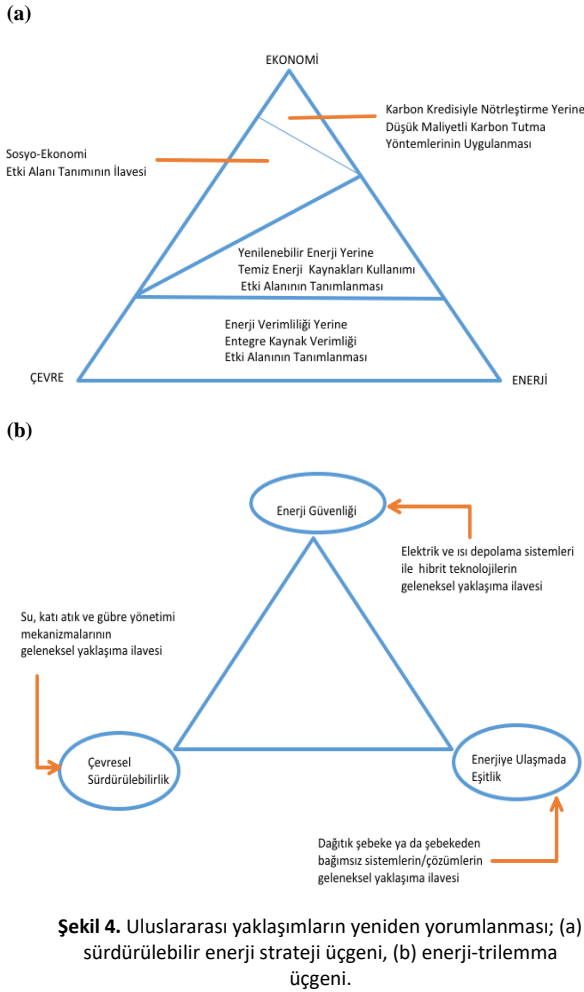 (a)
EKONOMİ
Karbon Kredisiyle Nötrleştirme Yerine
Düşük Maliyetli Karbon Tutma
Yöntemlerinin Uygulanması
Sosyo-Ekonomi
Etki Alanı Tanımının İlavesi
Yenilenebilir Enerji Yerine
Temiz Enerji Kaynakları Kullanımı
Etki Alanının Tanımlanması
Enerji Verimliliği Yerine
Entegre Kaynak Verimliği
Etki Alanının Tanımlanması
ÇEVRE
ENERJİ
(b)
Enerji Güvenliği
Elektrik ve ısı depolama sistemleri
ile hibrit teknolojilerin
geleneksel yaklaşıma ilavesi
Su, katı atık ve gübre yönetimi
mekanizmalarının
geleneksel yaklaşıma ilavesi
Çevresel
Sürdürülebilirlik
Enerjiye Ulaşmada
Eşitlik
Dağıtık şebeke ya da şebekeden
bağımsız sistemlerin/çözümlerin
geleneksel yaklaşıma ilavesi
Şekil 4. Uluslararası yaklaşımların yeniden yorumlanması; (a)
sürdürülebilir enerji strateji üçgeni, (b) enerji-trilemma
üçgeni.